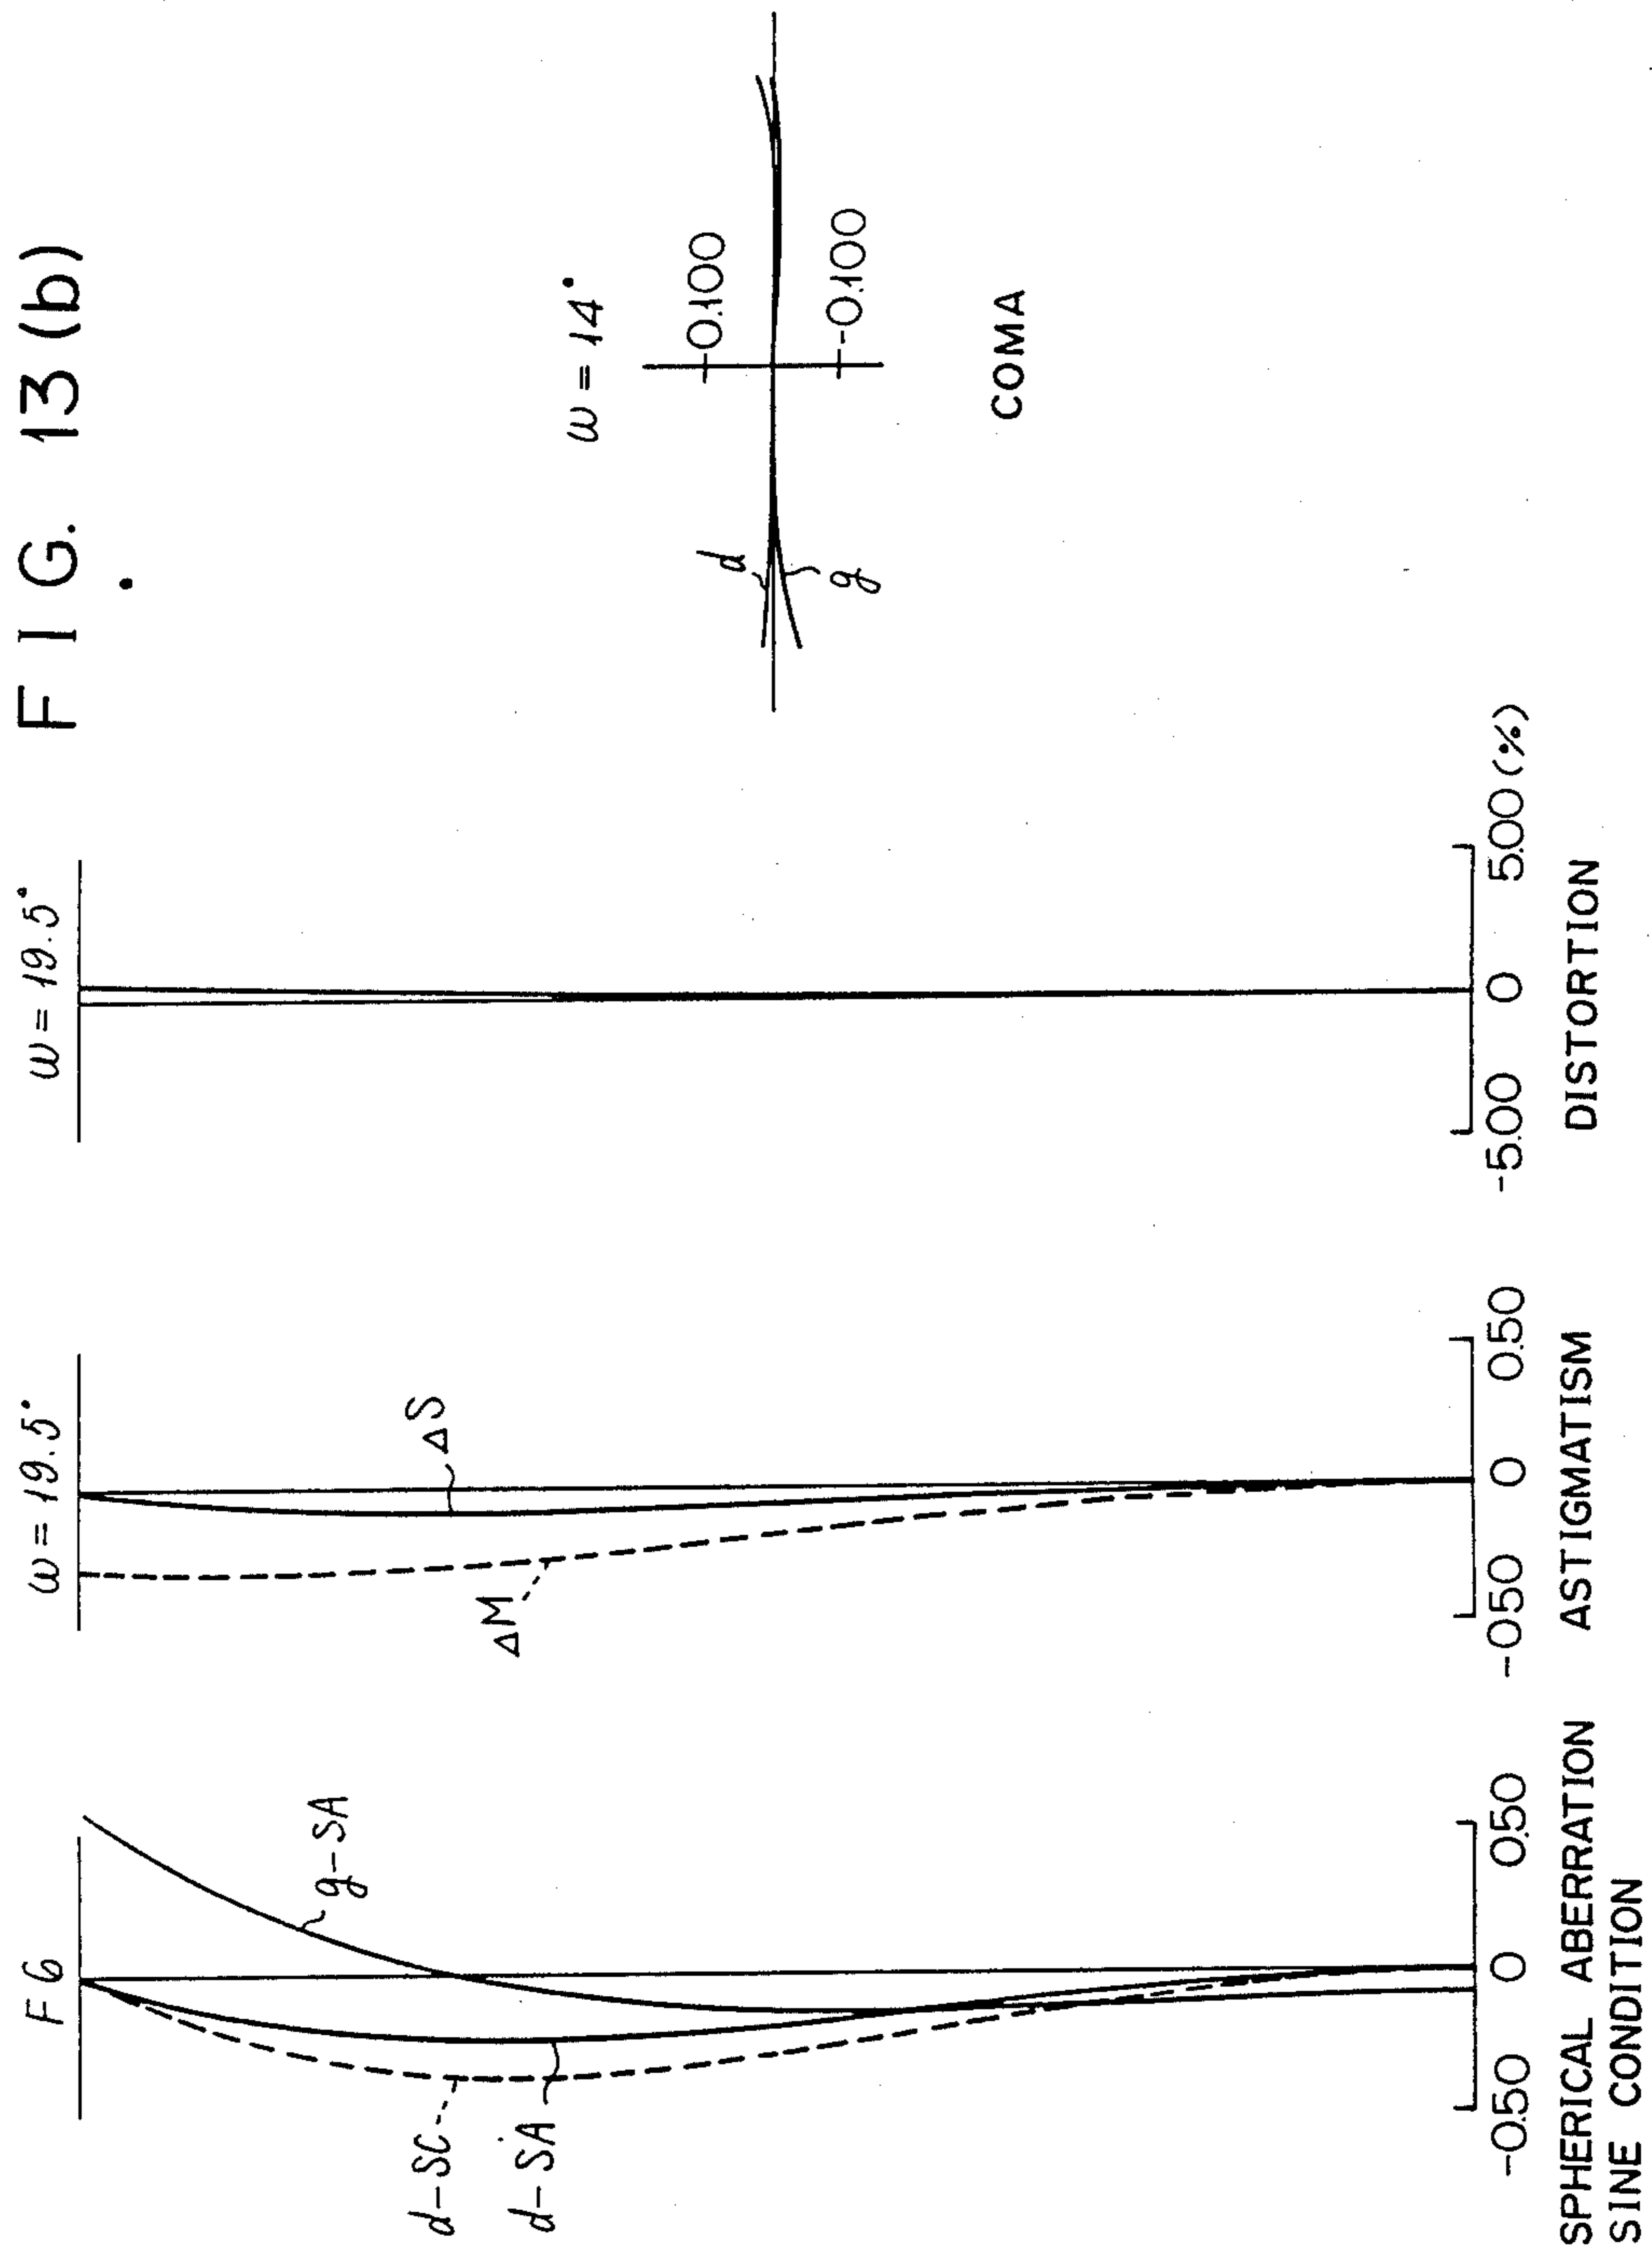 F I G. 13 (b)
F 6
g-SA
d-SC
d-SA
-0.50 0 0.50
SPHERICAL ABERRATION
SINE CONDITION
ω = 19.5°
ΔS
ΔM
-0.50 0 0.50
ASTIGMATISM
ω = 19.5°
-5.00 0 5.00 (%)
DISTORTION
ω = 14°
0.100
-0.100
d
g
COMA